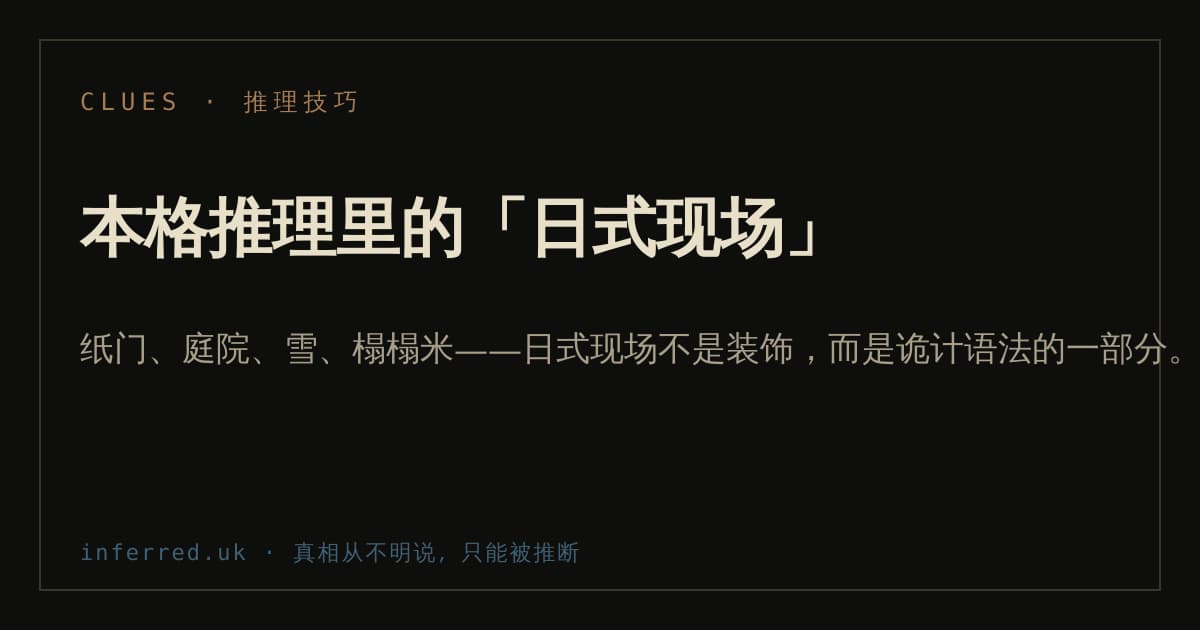 CLUES · 推理技巧
本格推理里的「日式现场」
纸门、庭院、雪、榻榻米——日式现场不是装饰，而是诡计语法的一部分。
inferred.uk · 真相从不明说, 只能被推断